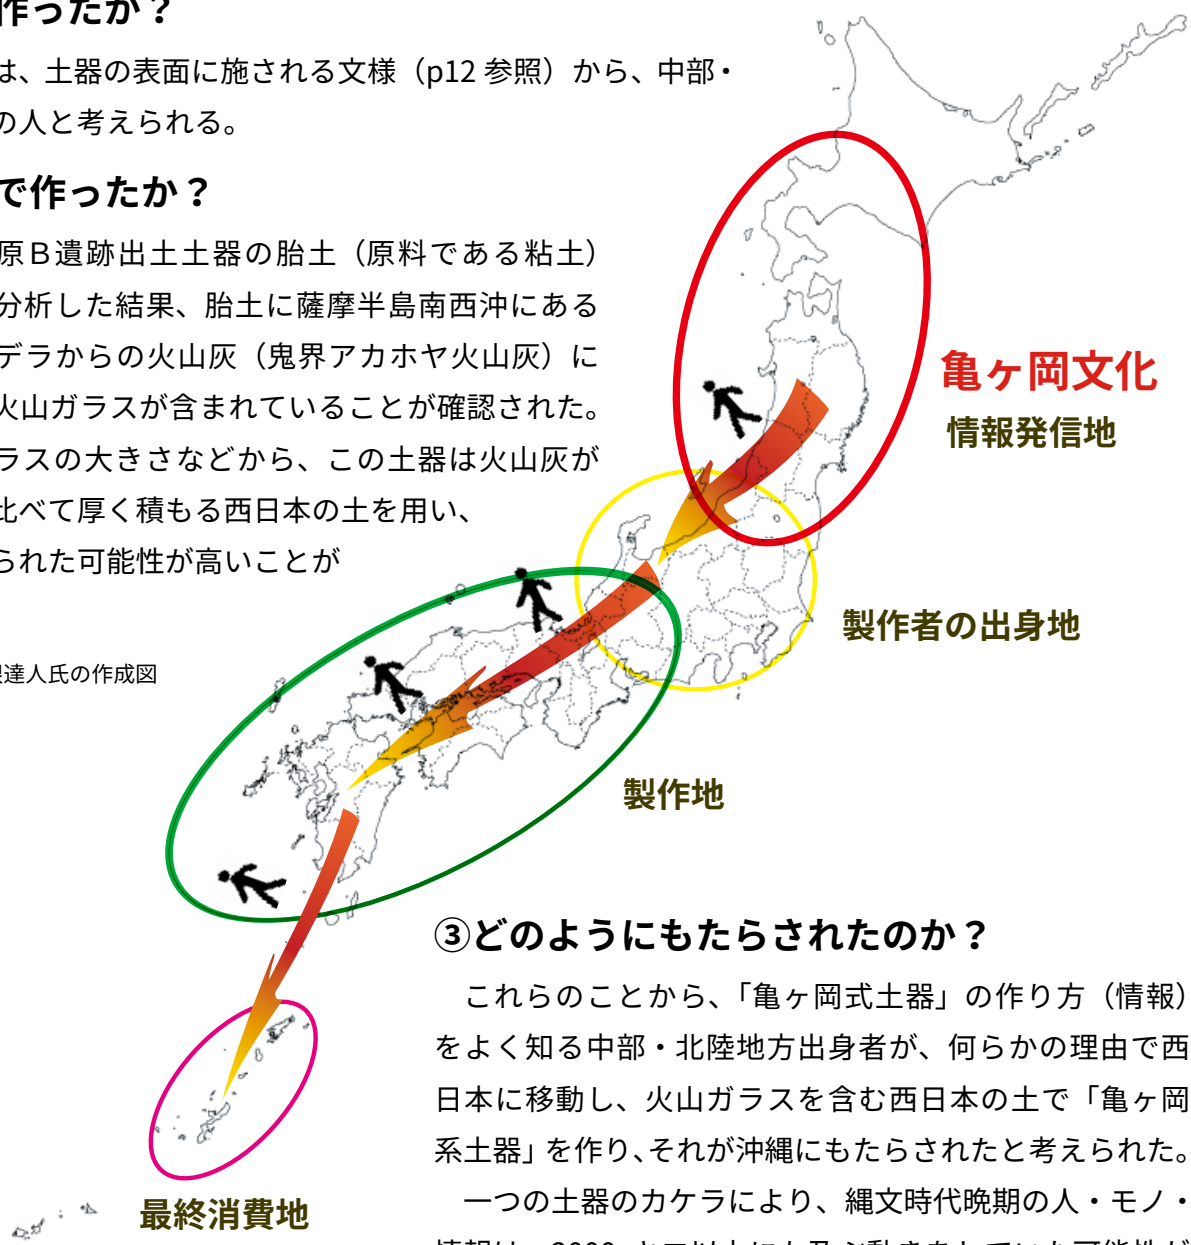 作ったか？
は、土器の表面に施される文様（p12 参照）から、中部・
の人と考えられる。
で作ったか？
原Ｂ遺跡出土土器の胎土（原料である粘土）
分析した結果、胎土に薩摩半島南西沖にある
デラからの火山灰（鬼界アカホヤ火山灰）に
火山ガラスが含まれていることが確認された。
ラスの大きさなどから、この土器は火山灰が
比べて厚く積もる西日本の土を用い、
られた可能性が高いことが
達人氏の作成図
亀ヶ岡文化
情報発信地
製作者の出身地
製作地
最終消費地
③どのようにもたらされたのか？
これらのことから、「亀ヶ岡式土器」の作り方（情報）
をよく知る中部・北陸地方出身者が、何らかの理由で西
日本に移動し、火山ガラスを含む西日本の土で「亀ヶ岡
系土器」を作り、それが沖縄にもたらされたと考えられた。
一つの土器のカケラにより、縄文時代晩期の人・モノ・